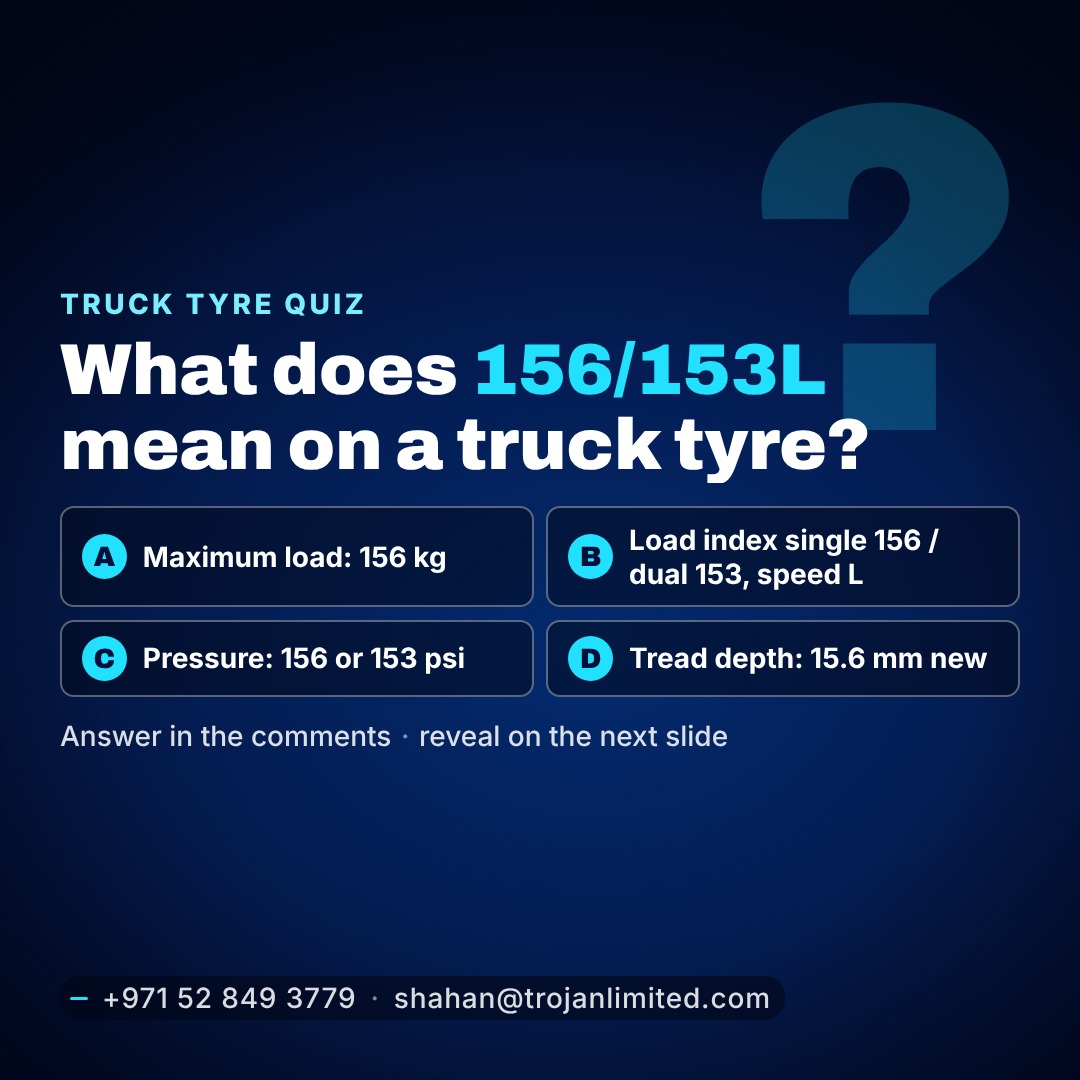 ?
TRUCK TYRE QUIZ
What does 156/153L
mean on a truck tyre?
A Maximum load: 156 kg
B Load index single 156 /
dual 153, speed L
C Pressure: 156 or 153 psi
D Tread depth: 15.6 mm new
Answer in the comments · reveal on the next slide
– +971 52 849 3779 · shahan@trojanlimited.com